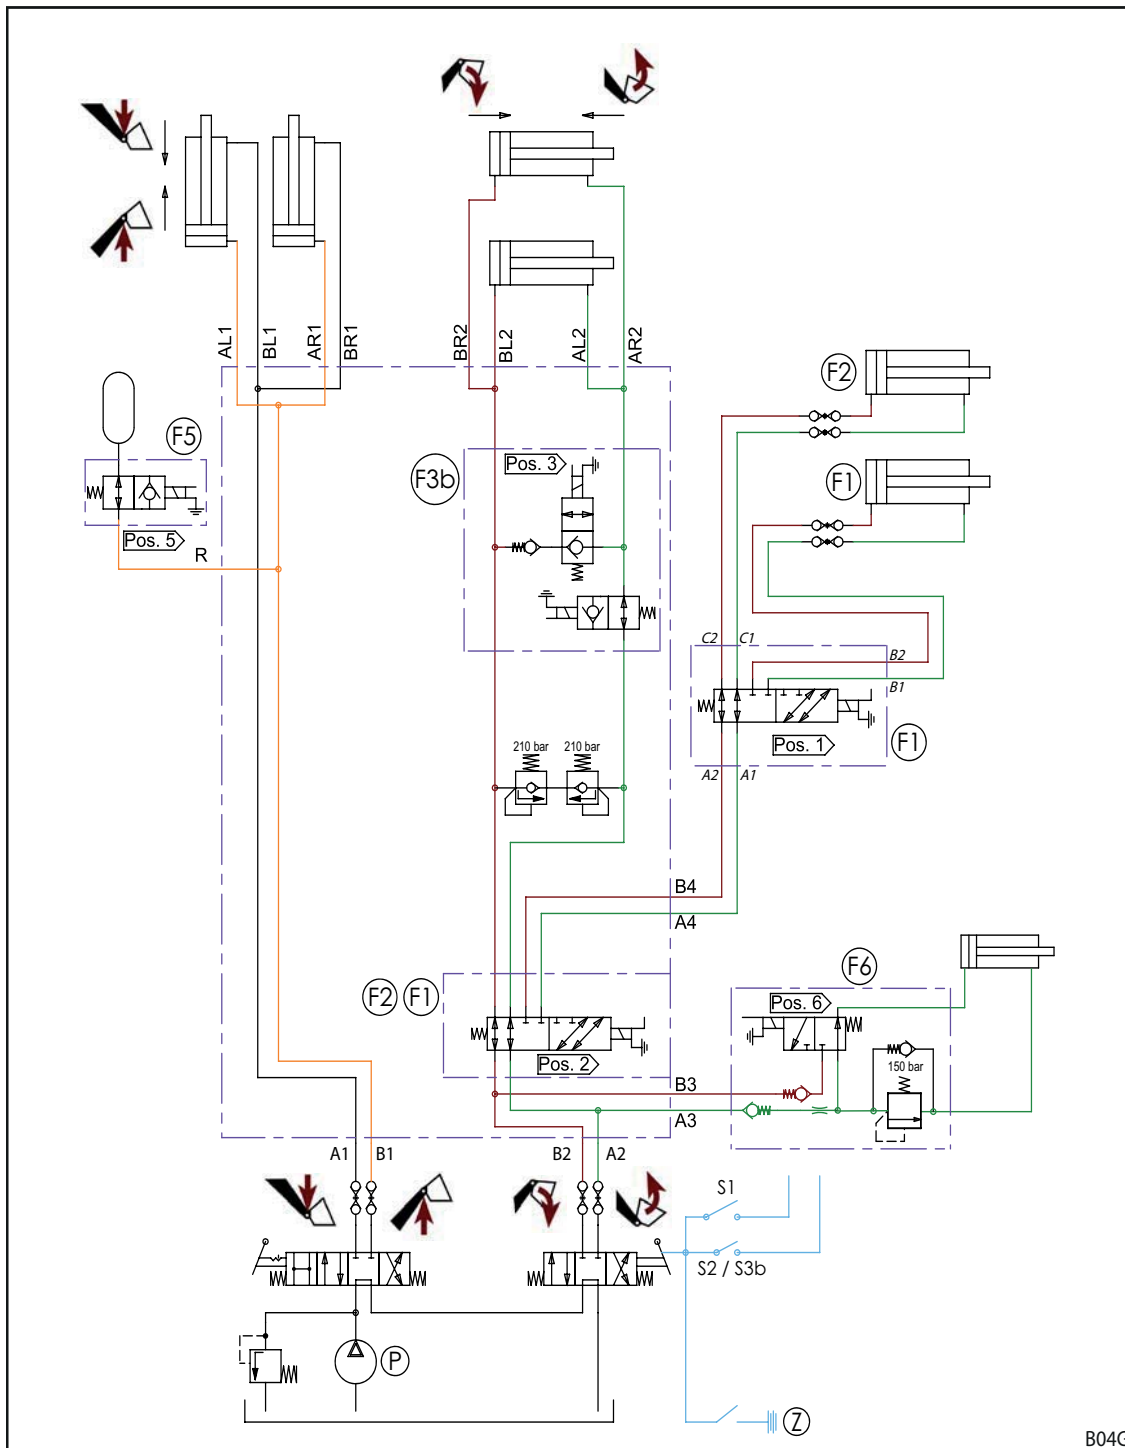 AL1
BL1
AR1
BR1
BR2
BL2
AL2
AR2
F2
F5
F3b
Pos. 3
F1
Pos. 5
R
C2
C1
B2
B1
Pos. 1
F1
210 bar
210 bar
A2
A1
B4
A4
F2
F1
F6
Pos. 6
Pos. 2
150 bar
B3
A3
A1
B1
B2
A2
S1
S2 / S3b
P
Z
B04G